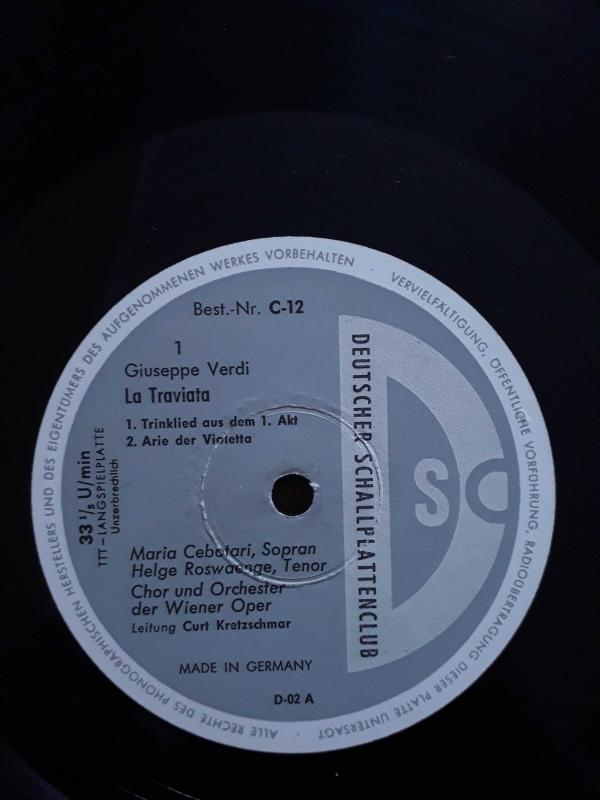 ALLE RECHTE DES PHONOGRAPHISCHEN HERSTELLERS UND DES EIGENTÜMERS DES AUFGENOMMENEN WERKES VORBEHALTEN
VERVIELFÄLTIGUNG, ÖFFENTLICHE VORFÜHRUNG, RADIOÜBERTRAGUNG DIESER PLATTE UNTERSAGT
Best.-Nr. C-12
1
Giuseppe Verdi
La Traviata
1. Trinklied aus dem 1. Akt
2. Arie der Violetta
33 1/3 U/min
TTT-LANGSPIELPLATTE
Unzerbrechlich
DEUTSCHER SCHALLPLATTENCLUB
DSC
Maria Cebotari, Sopran
Helge Roswaenge, Tenor
Chor und Orchester
der Wiener Oper
Leitung Curt Kretzschmar
MADE IN GERMANY
D-02 A